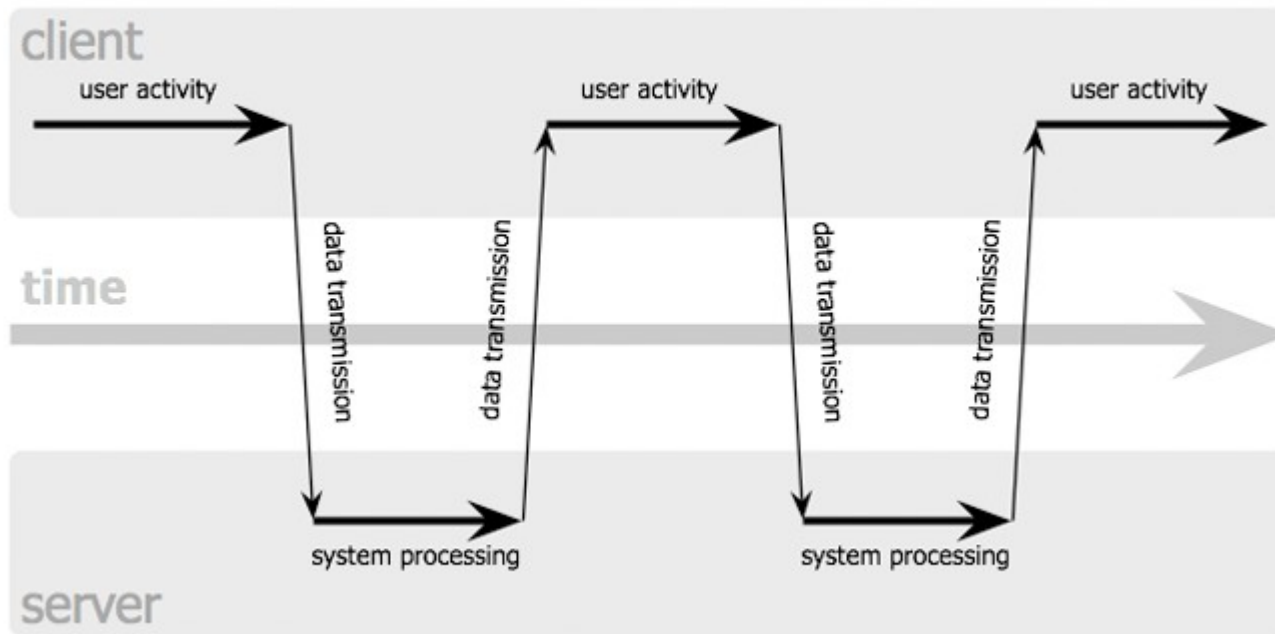 client
user activity
user activity
user activity
data transmission
data transmission
data transmission
data transmission
time
system processing
system processing
server